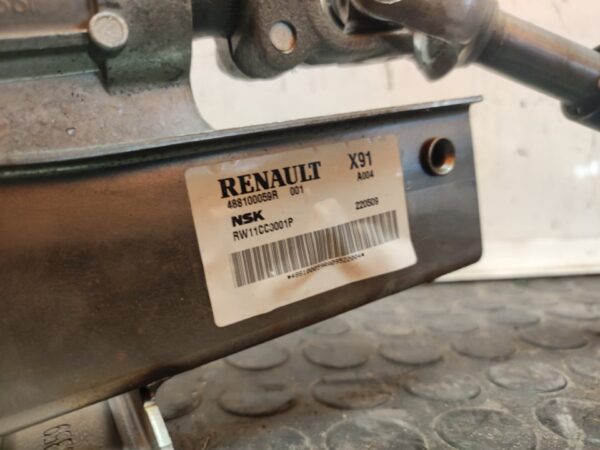 RENAULT X91
488100059R 001 A004
NSK 220509
RW11CC3001P